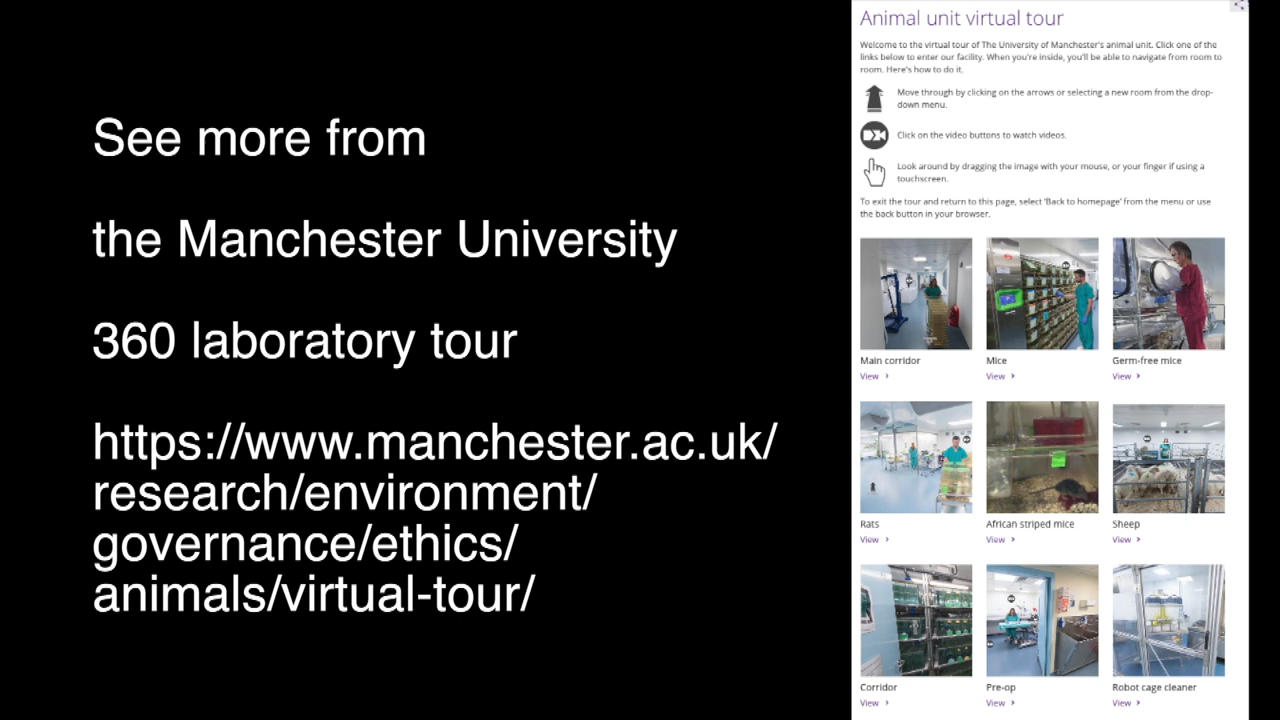 See more from
the Manchester University
360 laboratory tour
https://www.manchester.ac.uk/
research/environment/
governance/ethics/
animals/virtual-tour/
Animal unit virtual tour
Welcome to the virtual tour of The University of Manchester's animal unit. Click one of the
links below to enter our facility. When you're inside, you'll be able to navigate from room to
room. Here's how to do it.
Move through by clicking on the arrows or selecting a new room from the drop-
down menu.
Click on the video buttons to watch videos.
Look around by dragging the image with your mouse, or your finger if using a
touchscreen.
To exit the tour and return to this page, select 'Back to homepage' from the menu or use
the back button in your browser.
Main corridor
View
Mice
View
Germ-free mice
View
Rats
View
African striped mice
View
Sheep
View
Corridor
View
Pre-op
View
Robot cage cleaner
View